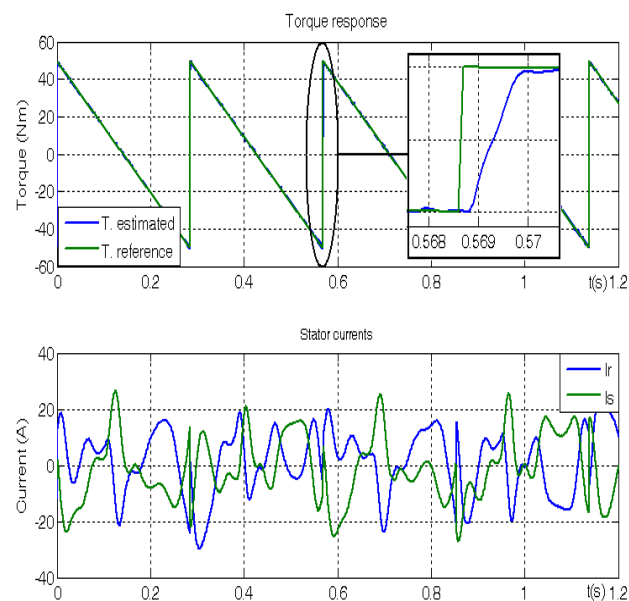 Torque response
Torque (Nm)
60
40
20
0
-20
-40
-60
T. estimated
T. reference
0.568 0.569 0.57
0 0.2 0.4 0.6 0.8 1 t(s) 1.2
Stator currents
Current (A)
40
20
0
-20
-40
Ir
Is
0 0.2 0.4 0.6 0.8 1 t(s) 1.2